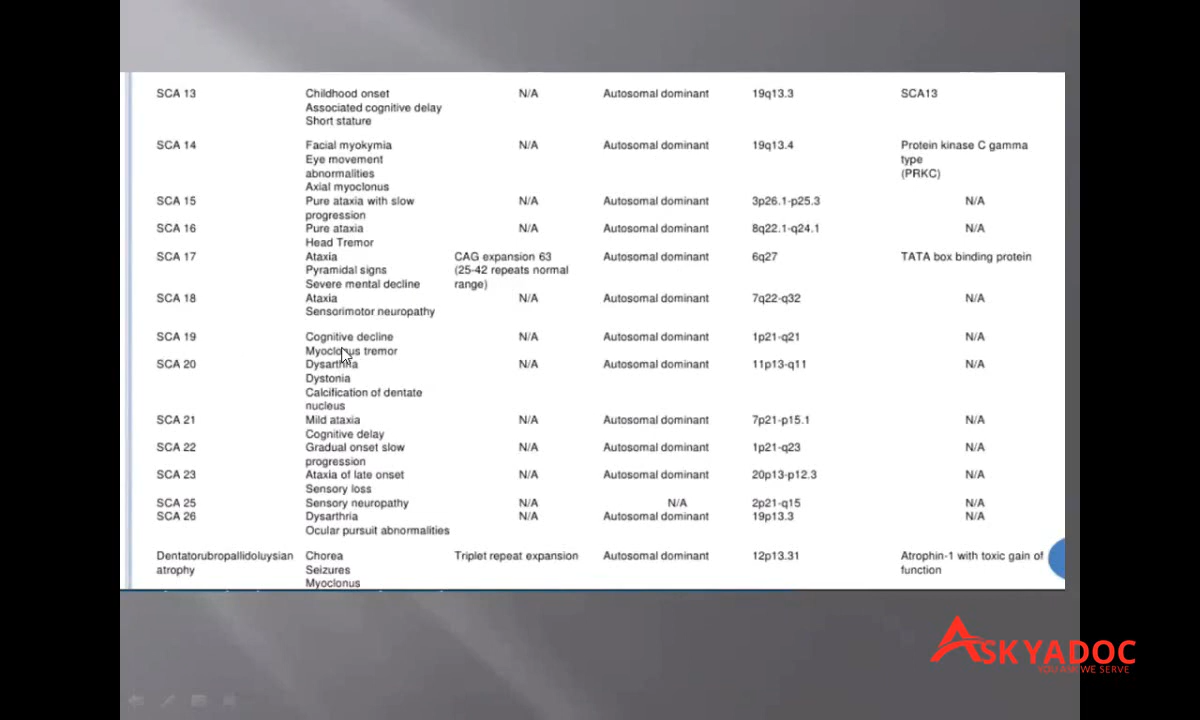 SCA 13 Childhood onset N/A Autosomal dominant 19q13.3 SCA13
Associated cognitive delay
Short stature
SCA 14 Facial myokymia N/A Autosomal dominant 19q13.4 Protein kinase C gamma
Eye movement type
abnormalities (PRKC)
Axial myoclonus
SCA 15 Pure ataxia with slow N/A Autosomal dominant 3p26.1-p25.3 N/A
progression
SCA 16 Pure ataxia N/A Autosomal dominant 8q22.1-q24.1 N/A
Head Tremor
SCA 17 Ataxia CAG expansion 63 Autosomal dominant 6q27 TATA box binding protein
Pyramidal signs (25-42 repeats normal
Severe mental decline range)
SCA 18 Ataxia N/A Autosomal dominant 7q22-q32 N/A
Sensorimotor neuropathy
SCA 19 Cognitive decline N/A Autosomal dominant 1p21-q21 N/A
Myoclonus tremor
SCA 20 Dysarthria N/A Autosomal dominant 11p13-q11 N/A
Dystonia
Calcification of dentate
nucleus
SCA 21 Mild ataxia N/A Autosomal dominant 7p21-p15.1 N/A
Cognitive delay
SCA 22 Gradual onset slow N/A Autosomal dominant 1p21-q23 N/A
progression
SCA 23 Ataxia of late onset N/A Autosomal dominant 20p13-p12.3 N/A
Sensory loss
SCA 25 Sensory neuropathy N/A N/A 2p21-q15 N/A
SCA 26 Dysarthria N/A Autosomal dominant 19p13.3 N/A
Ocular pursuit abnormalities
Dentatorubropallidoluysian Chorea Triplet repeat expansion Autosomal dominant 12p13.31 Atrophin-1 with toxic gain of
atrophy Seizures function
Myoclonus
ASKYADOC
YOU ASK WE SERVE